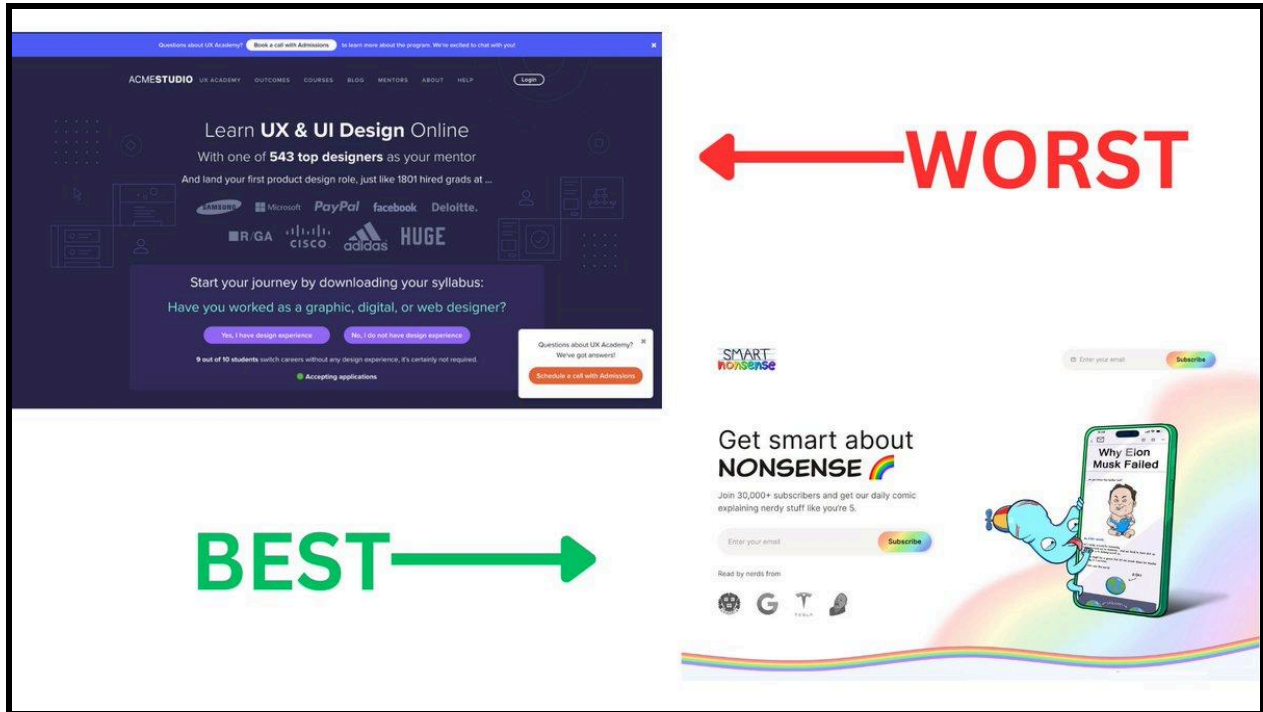 Questions about UX Academy? Book a call with Admissions to learn more about the program. We're excited to chat with you!
ACMESTUDIO UX ACADEMY OUTCOMES COURSES BLOG MENTORS ABOUT HELP Login
Learn UX & UI Design Online
With one of 543 top designers as your mentor
And land your first product design role, just like 1801 hired grads at ...
SAMSUNG Microsoft PayPal facebook Deloitte.
R/GA CISCO adidas HUGE
Start your journey by downloading your syllabus:
Have you worked as a graphic, digital, or web designer?
Yes, I have design experience No, I do not have design experience
9 out of 10 students switch careers without any design experience, it's certainly not required.
Accepting applications
Questions about UX Academy?
We've got answers!
Schedule a call with Admissions
WORST
BEST
SMART
nonsense
Enter your email Subscribe
Get smart about
NONSENSE
Join 30,000+ subscribers and get our daily comic
explaining nerdy stuff like you're 5.
Enter your email Subscribe
Read by nerds from
G TESLA
Why Elon
Musk Failed